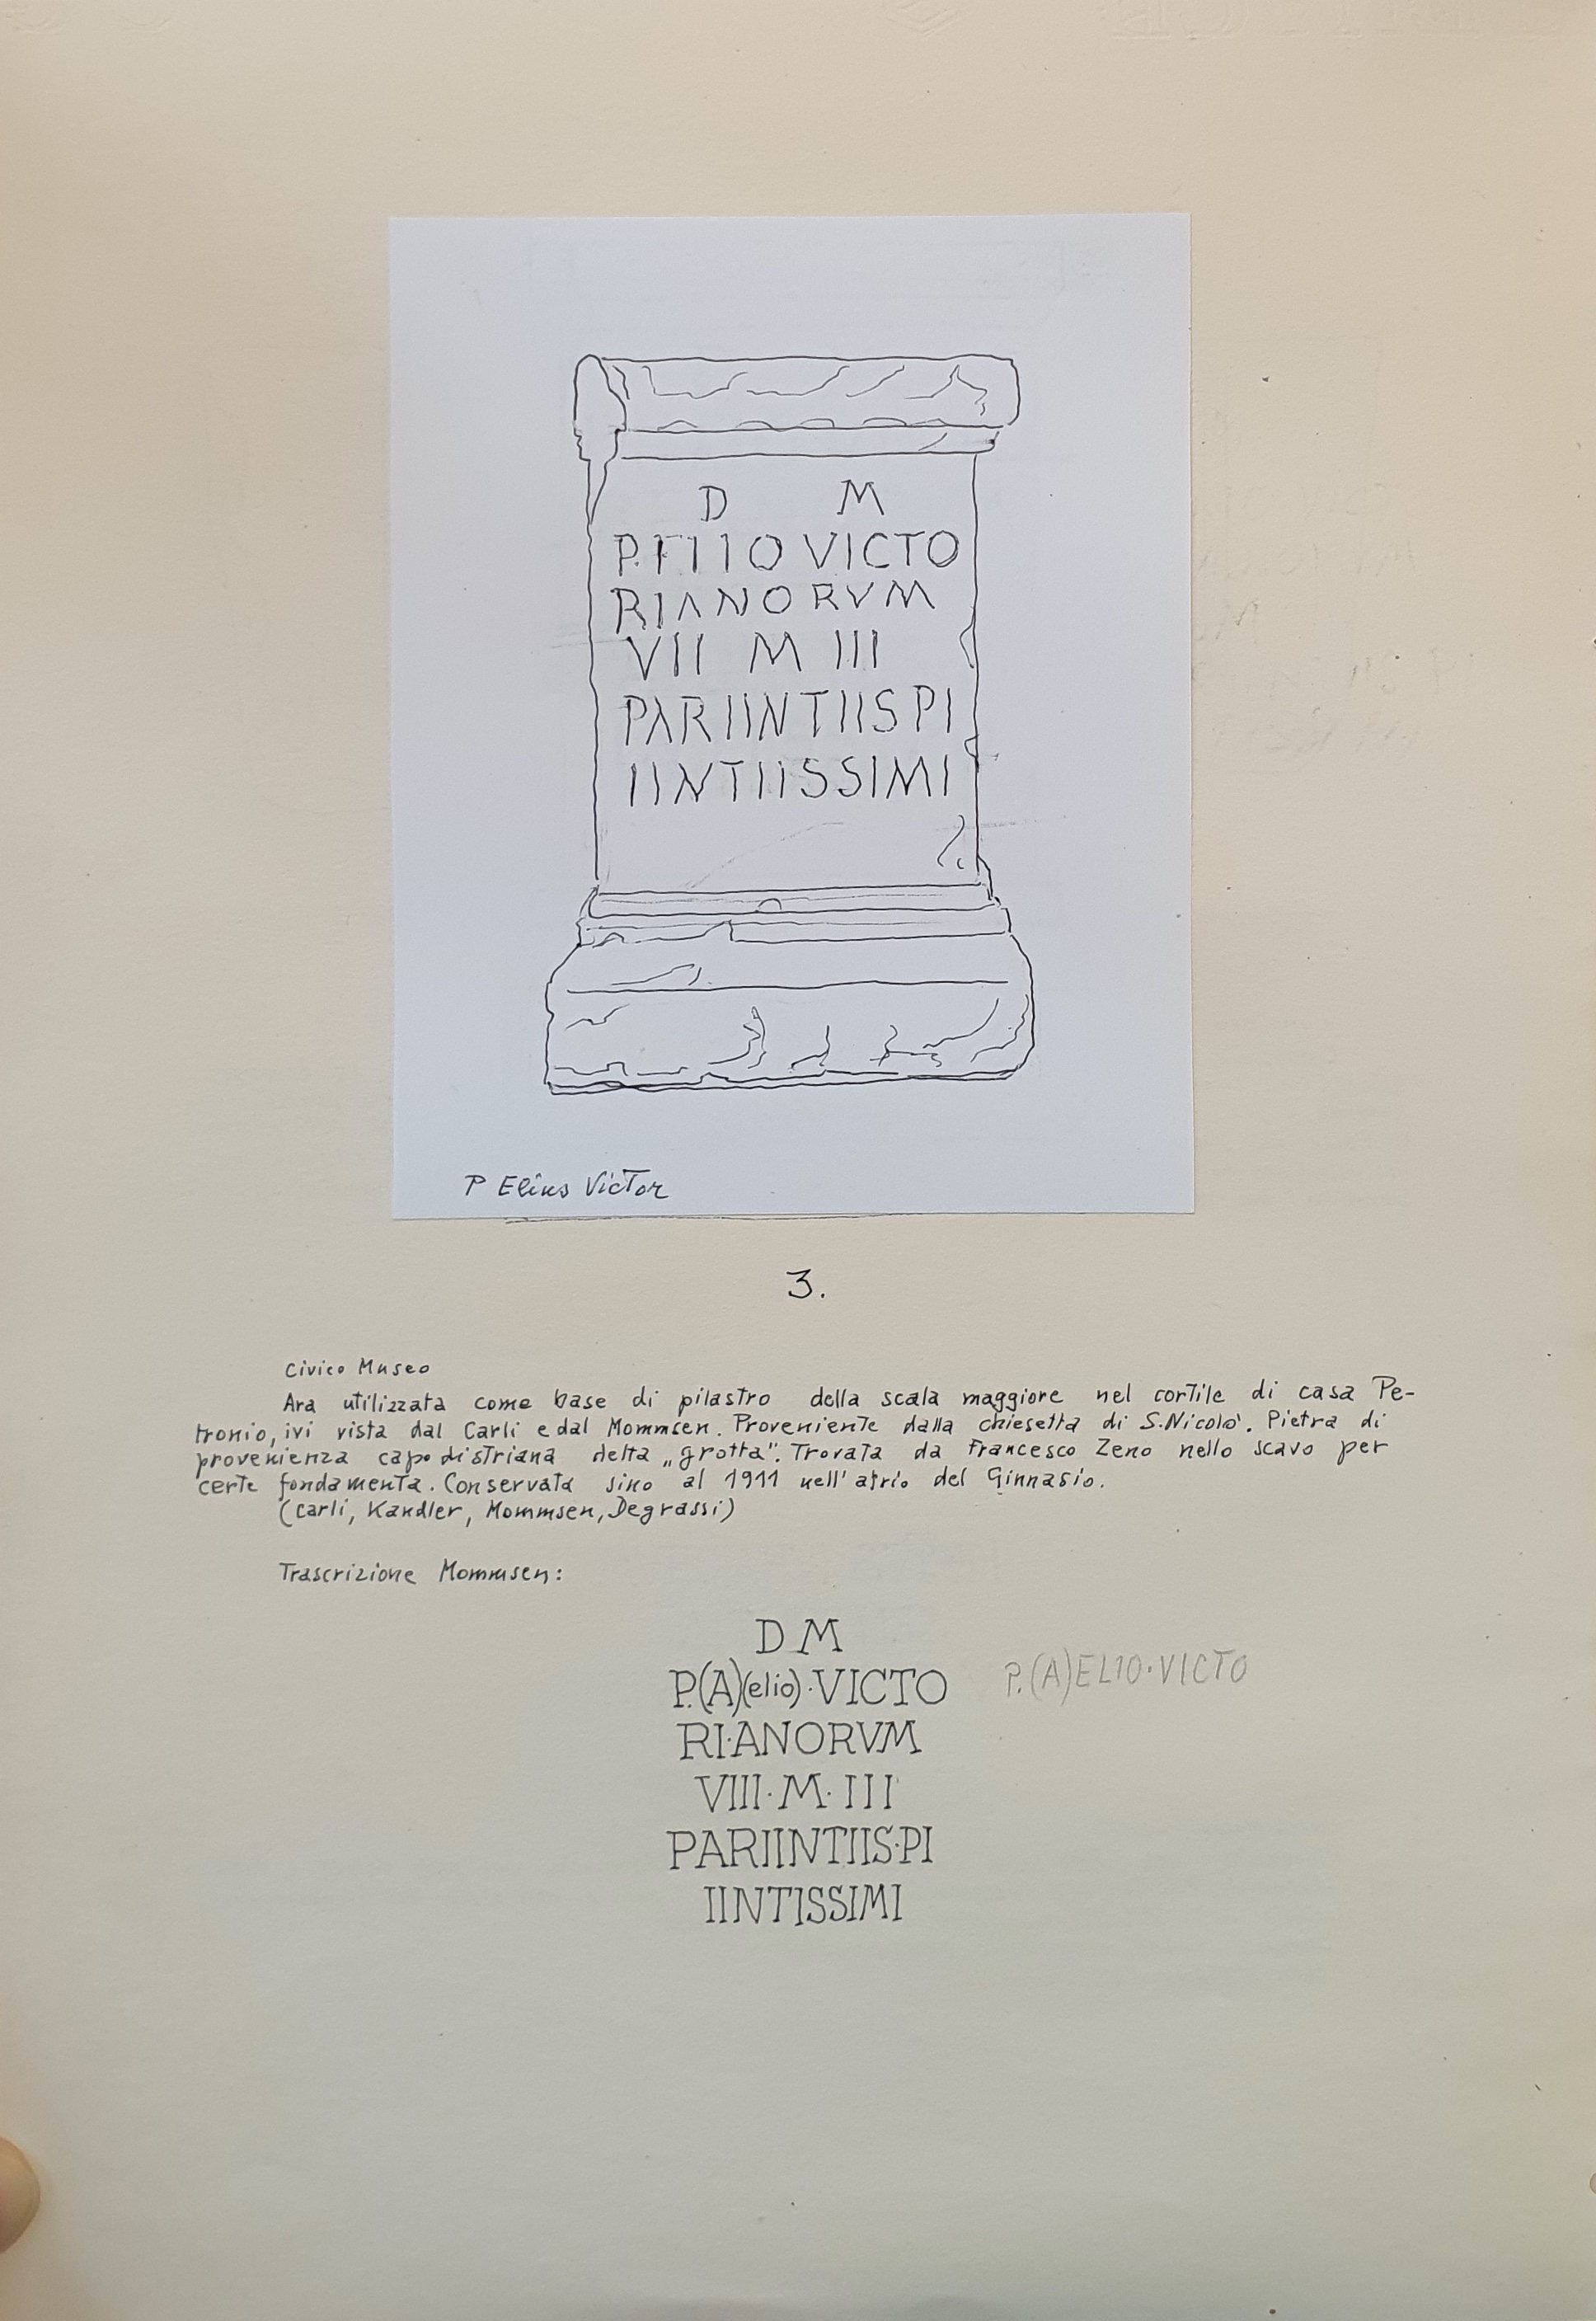 D M
P.FIIIO VICTO
RIANORVM
VII M III
PARIINTIIS PI
IINTIISSIMI
P Elius Victor
3.
Civico Museo
Ara utilizzata come base di pilastro della scala maggiore nel cortile di casa Pe-
tronio, ivi vista dal Carli e dal Mommsen. Proveniente dalla chiesetta di S. Nicolò. Pietra di
provenienza capodistriana detta „grotta". Trovata da Francesco Zeno nello scavo per
certe fondamenta. Conservata sino al 1911 nell' atrio del Ginnasio.
(Carli, Kandler, Mommsen, Degrassi)
Trascrizione Mommsen:
D M
P.(A)(elio)·VICTO P.(A)ELIO·VICTO
RI·ANORVM
VIII·M·III
PARIINTIIS·PI
IINTISSIMI